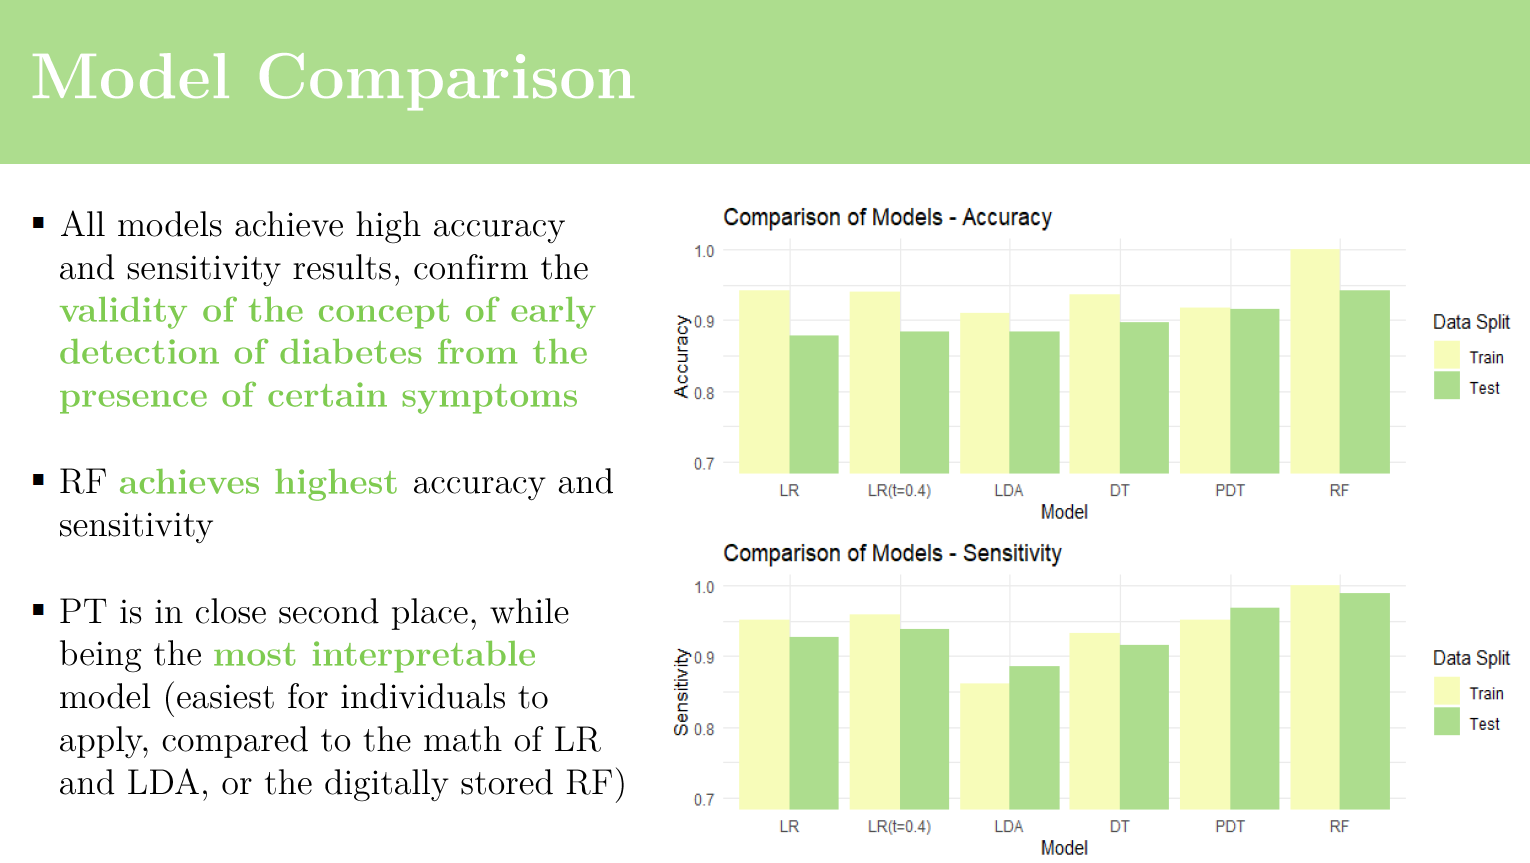 Model Comparison
▪ All models achieve high accuracy
and sensitivity results, confirm the
validity of the concept of early
detection of diabetes from the
presence of certain symptoms
▪ RF achieves highest accuracy and
sensitivity
▪ PT is in close second place, while
being the most interpretable
model (easiest for individuals to
apply, compared to the math of LR
and LDA, or the digitally stored RF)
Comparison of Models - Accuracy
1.0
0.9
0.8
0.7
Accuracy
LR LR(t=0.4) LDA DT PDT RF
Model
Data Split
Train
Test
Comparison of Models - Sensitivity
1.0
0.9
0.8
0.7
Sensitivity
LR LR(t=0.4) LDA DT PDT RF
Model
Data Split
Train
Test